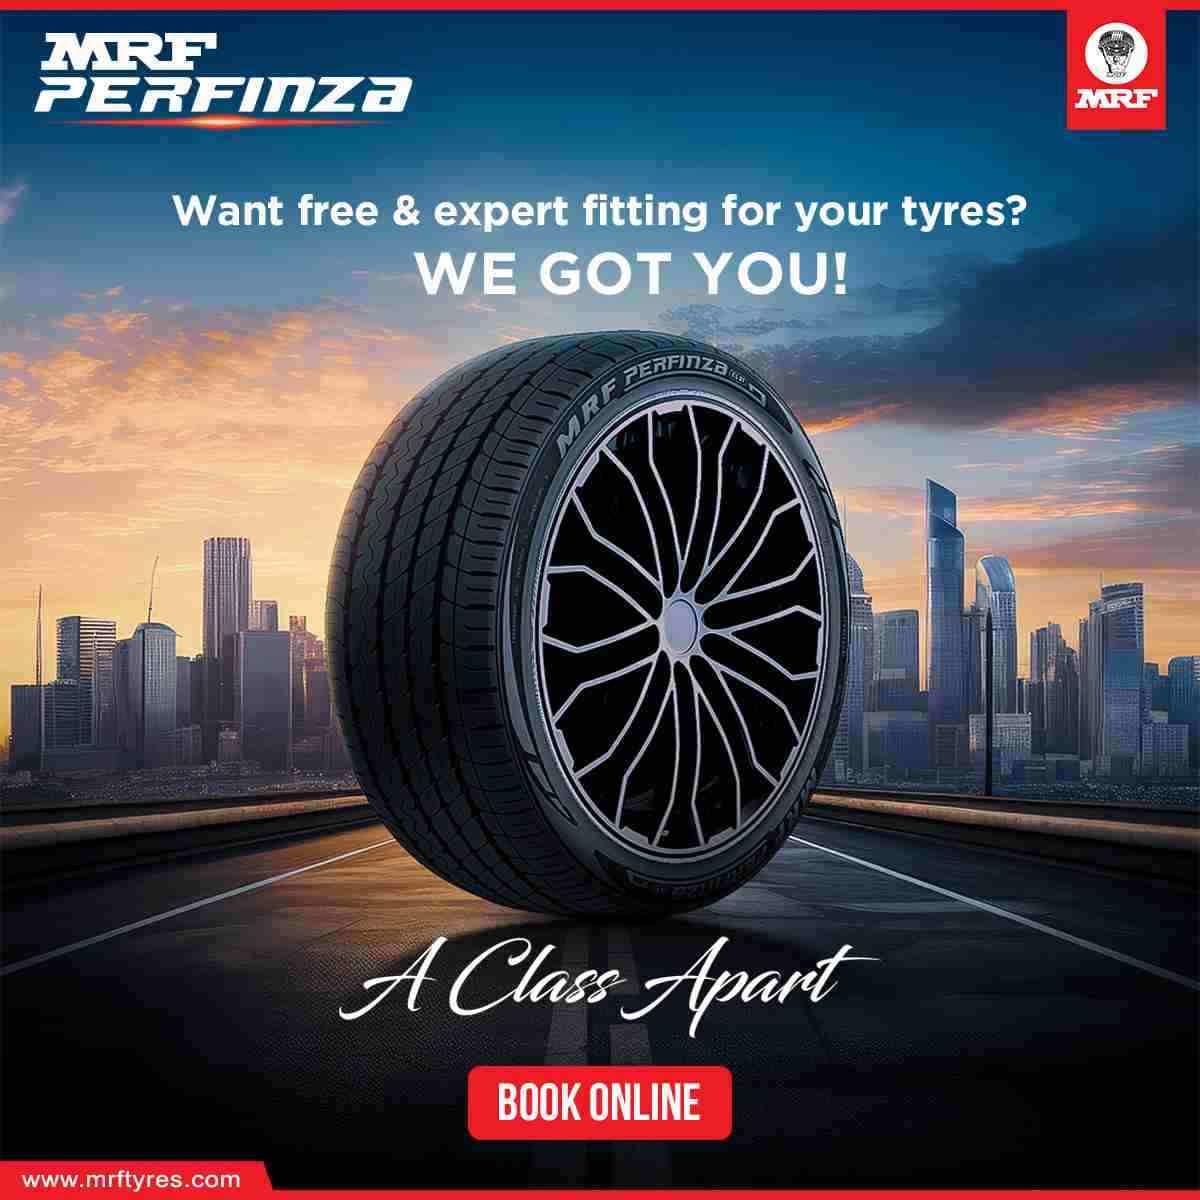 MRF
PERFINZA
MRF
Want free & expert fitting for your tyres?
WE GOT YOU!
MRF PERFINZA
A Class Apart
BOOK ONLINE
www.mrftyres.com